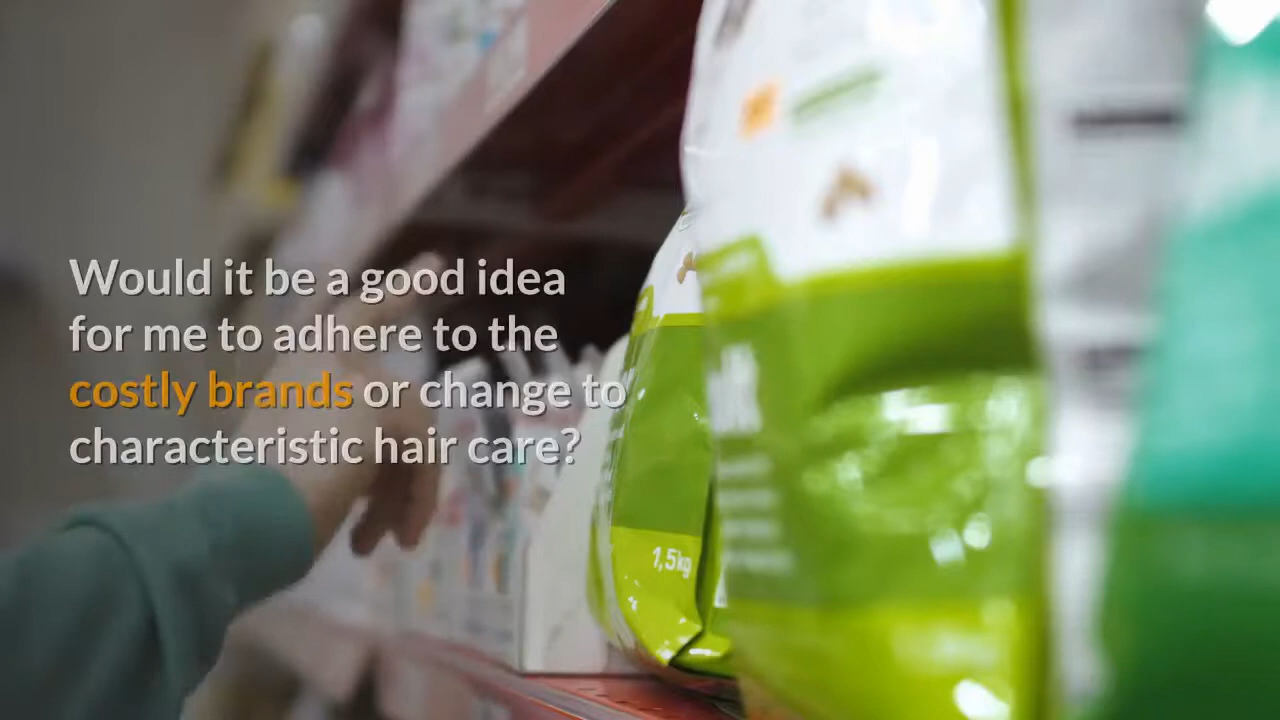 Would it be a good idea
for me to adhere to the
costly brands or change to
characteristic hair care?
1,5kg